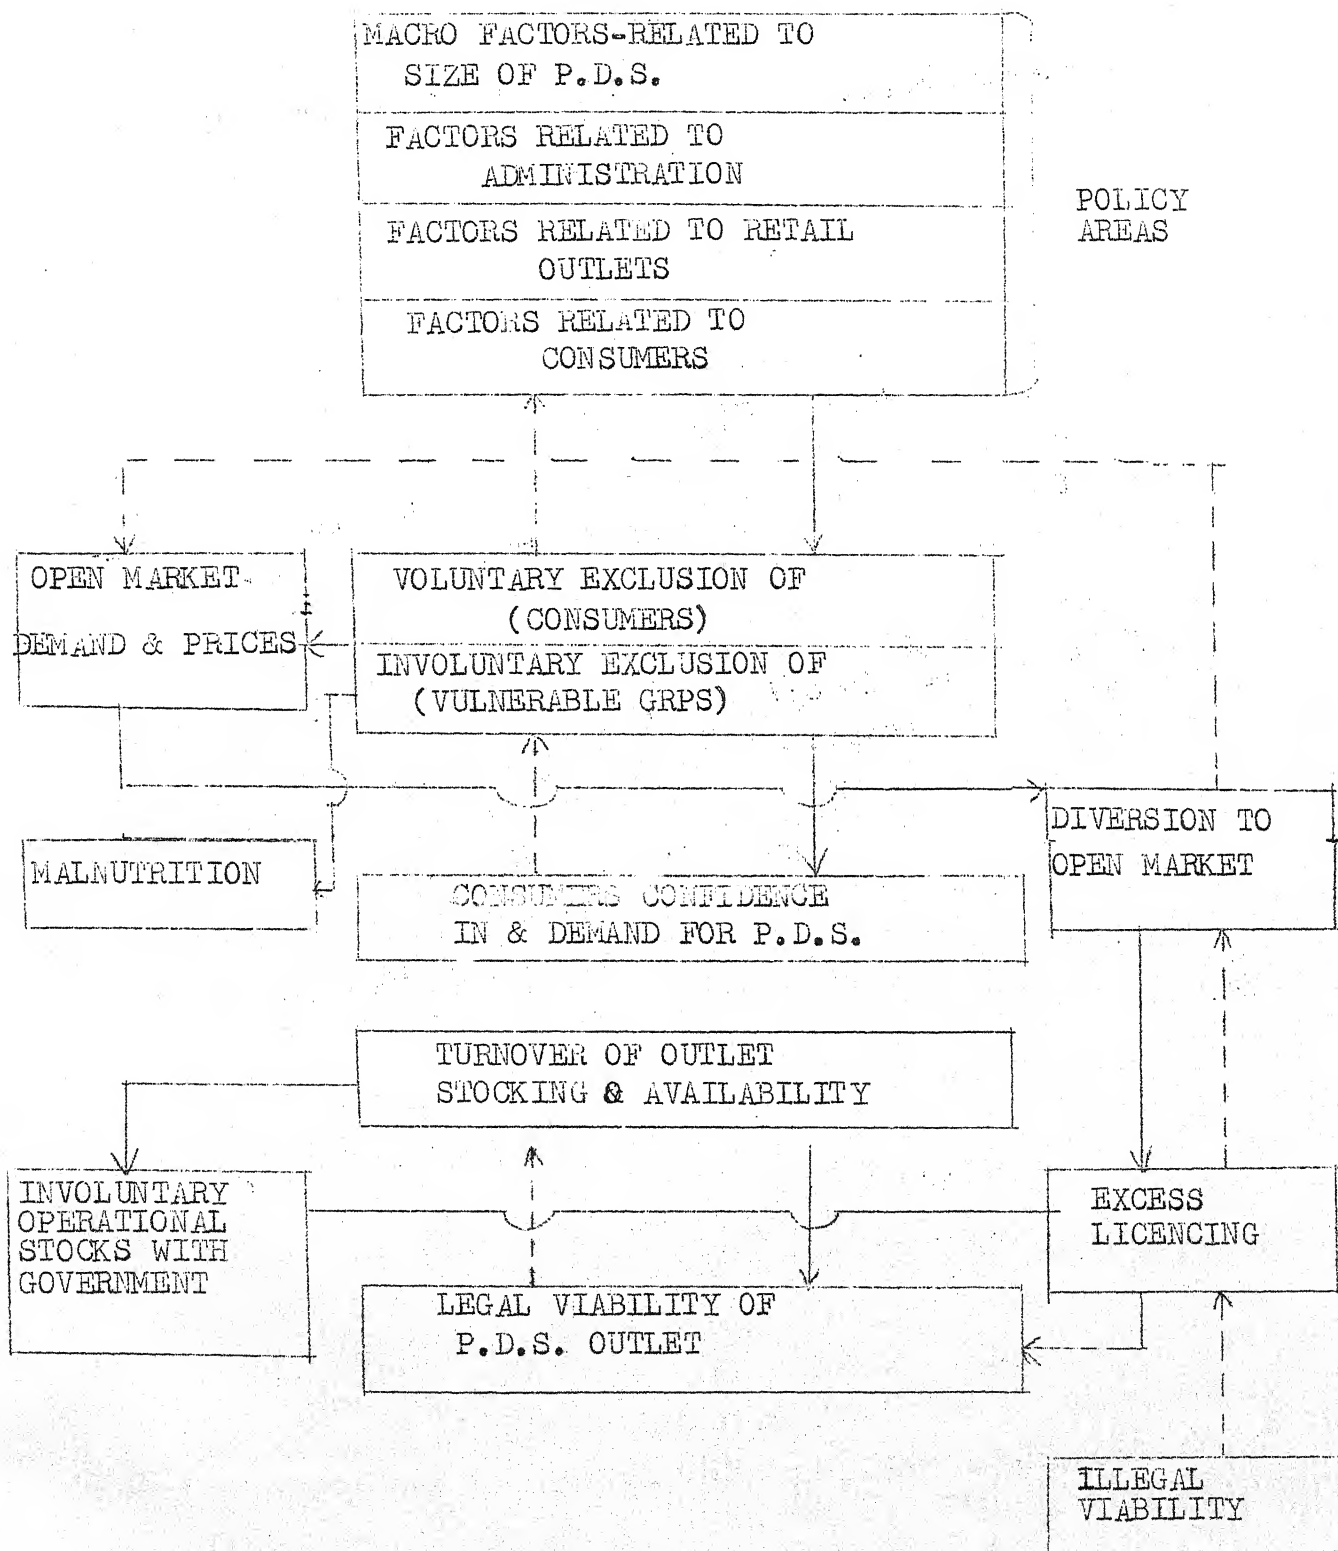 MACRO FACTORS-RELATED TO
SIZE OF P.D.S.
FACTORS RELATED TO
ADMINISTRATION
FACTORS RELATED TO RETAIL
OUTLETS
FACTORS RELATED TO
CONSUMERS
POLICY
AREAS
OPEN MARKET-
DEMAND & PRICES
VOLUNTARY EXCLUSION OF
(CONSUMERS)
INVOLUNTARY EXCLUSION OF
(VULNERABLE GRPS)
MALNUTRITION
CONSUMERS CONFIDENCE
IN & DEMAND FOR P.D.S.
DIVERSION TO
OPEN MARKET
TURNOVER OF OUTLET
STOCKING & AVAILABILITY
INVOLUNTARY
OPERATIONAL
STOCKS WITH
GOVERNMENT
EXCESS
LICENCING
LEGAL VIABILITY OF
P.D.S. OUTLET
ILLEGAL
VIABILITY